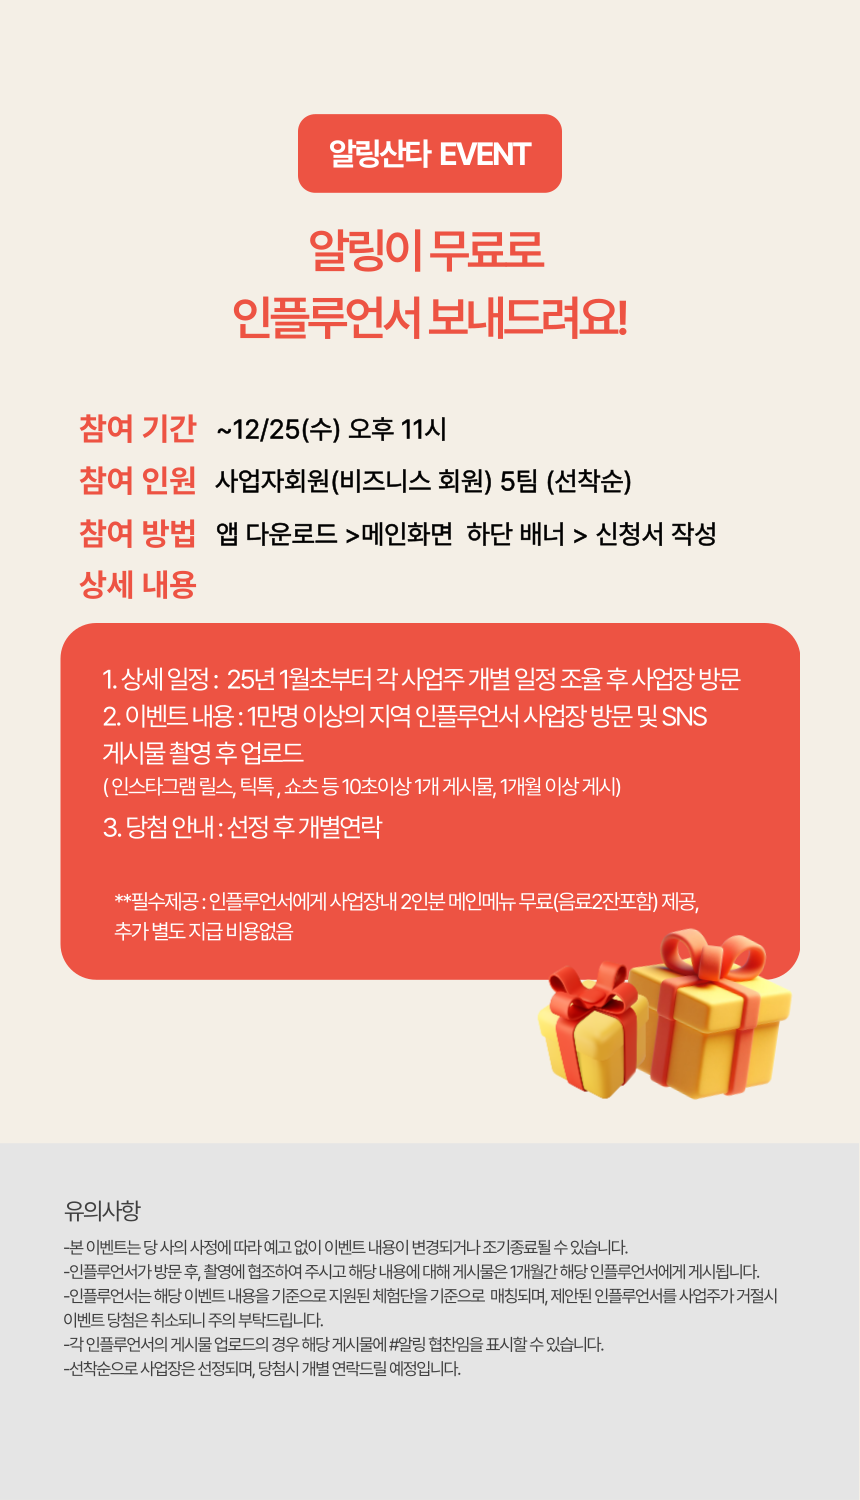 알링산타 EVENT
알링이 무료로
인플루언서 보내드려요!
참여 기간 ~12/25(수) 오후 11시
참여 인원 사업자회원(비즈니스 회원) 5팀 (선착순)
참여 방법 앱 다운로드 >메인화면 하단 배너 > 신청서 작성
상세 내용
1. 상세 일정 : 25년 1월초부터 각 사업주 개별 일정 조율 후 사업장 방문
2. 이벤트 내용 : 1만명 이상의 지역 인플루언서 사업장 방문 및 SNS
게시물 촬영 후 업로드
( 인스타그램 릴스, 틱톡 , 쇼츠 등 10초이상 1개 게시물, 1개월 이상 게시)
3. 당첨 안내 : 선정 후 개별연락
**필수제공 : 인플루언서에게 사업장내 2인분 메인메뉴 무료(음료2잔포함) 제공,
추가 별도 지급 비용없음
유의사항
-본 이벤트는 당 사의 사정에 따라 예고 없이 이벤트 내용이 변경되거나 조기종료될 수 있습니다.
-인플루언서가 방문 후, 촬영에 협조하여 주시고 해당 내용에 대해 게시물은 1개월간 해당 인플루언서에게 게시됩니다.
-인플루언서는 해당 이벤트 내용을 기준으로 지원된 체험단을 기준으로 매칭되며, 제안된 인플루언서를 사업주가 거절시
이벤트 당첨은 취소되니 주의 부탁드립니다.
-각 인플루언서의 게시물 업로드의 경우 해당 게시물에 #알링 협찬임을 표시할 수 있습니다.
-선착순으로 사업장은 선정되며, 당첨시 개별 연락드릴 예정입니다.